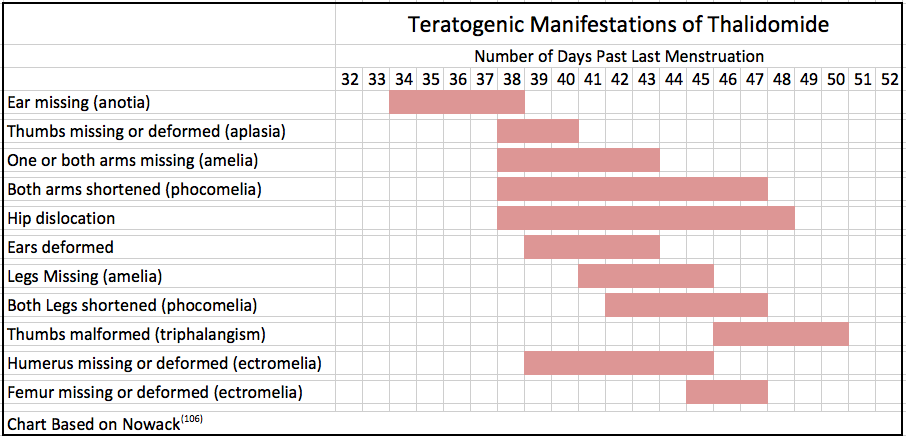 Teratogenic Manifestations of Thalidomide
Number of Days Past Last Menstruation
32 33 34 35 36 37 38 39 40 41 42 43 44 45 46 47 48 49 50 51 52
Ear missing (anotia)
Thumbs missing or deformed (aplasia)
One or both arms missing (amelia)
Both arms shortened (phocomelia)
Hip dislocation
Ears deformed
Legs Missing (amelia)
Both Legs shortened (phocomelia)
Thumbs malformed (triphalangism)
Humerus missing or deformed (ectromelia)
Femur missing or deformed (ectromelia)
Chart Based on Nowack(106)